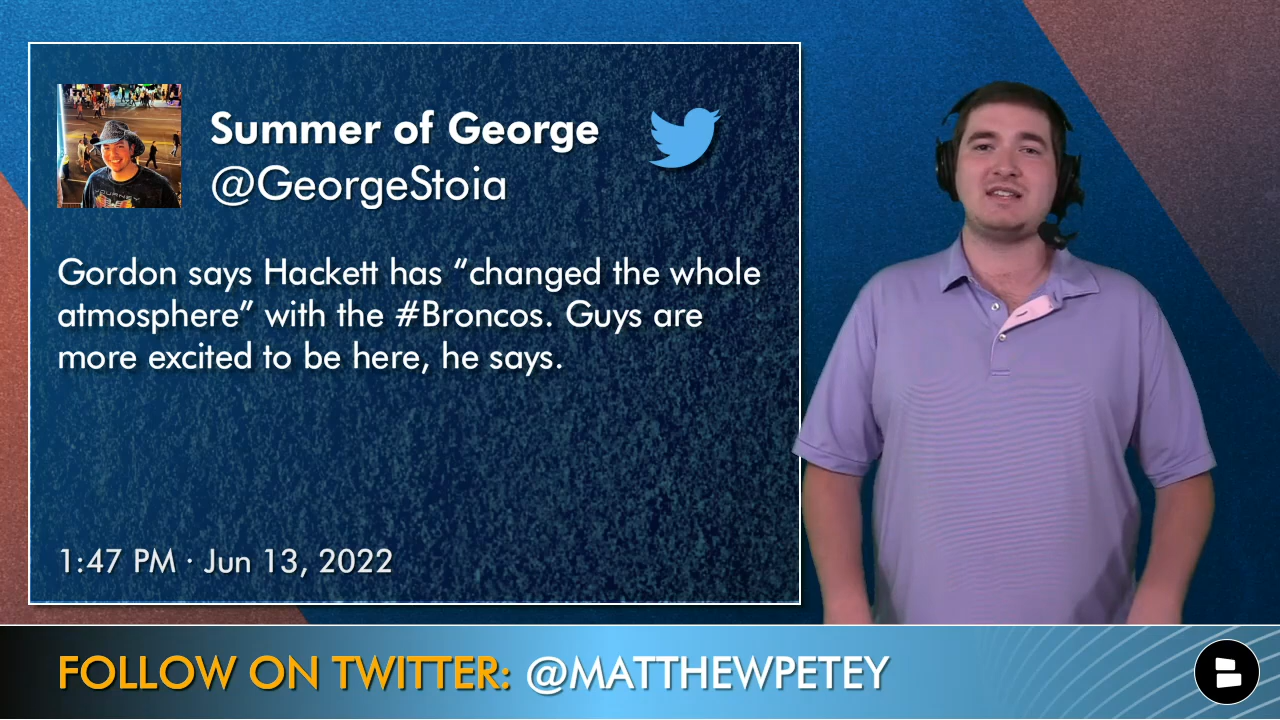 Summer of George
@GeorgeStoia
Gordon says Hackett has “changed the whole
atmosphere” with the #Broncos. Guys are
more excited to be here, he says.
1:47 PM · Jun 13, 2022
FOLLOW ON TWITTER: @MATTHEWPETEY